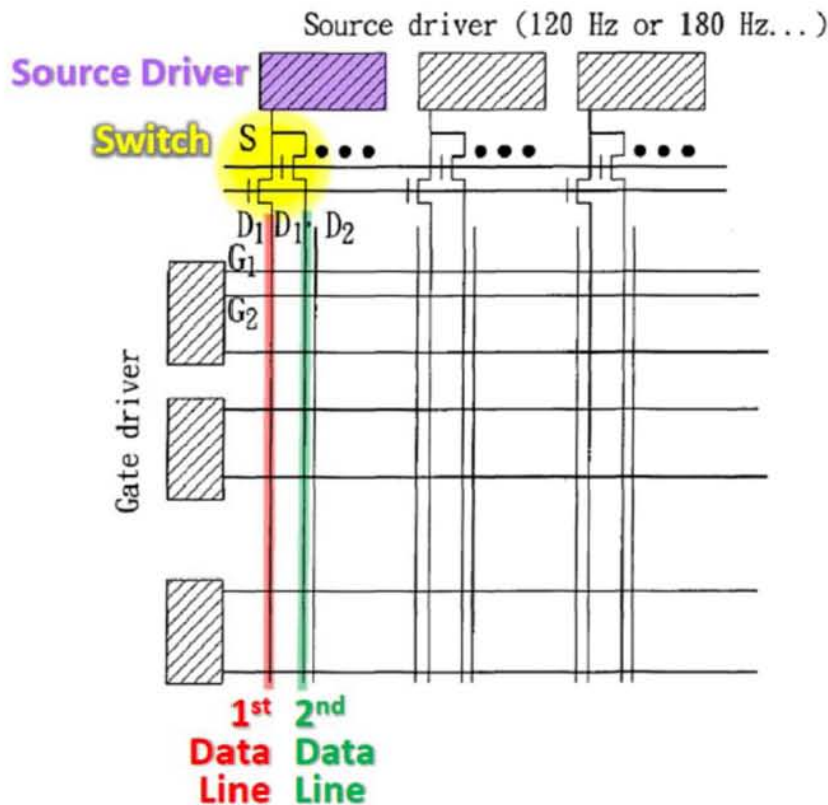 Source driver (120 Hz or 180 Hz...)
Source Driver
Switch
S
D1 D1' D2
G1
G2
Gate driver
1st 2nd
Data Data
Line Line